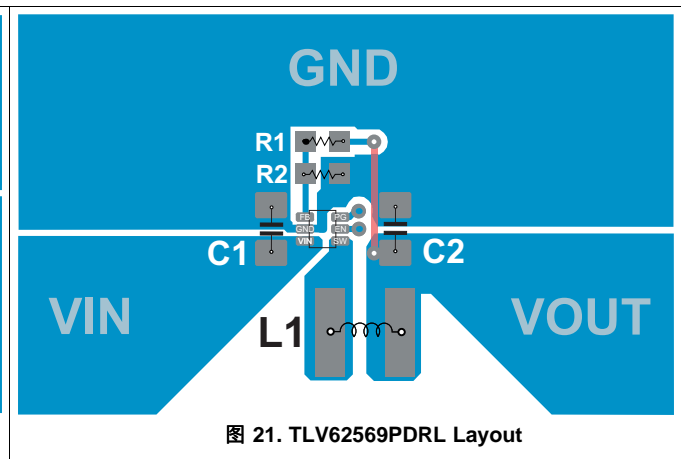 GND
R1
R2
FB PG
GND EN
VIN SW
C1 C2
VIN L1 VOUT
图 21. TLV62569PDRL Layout